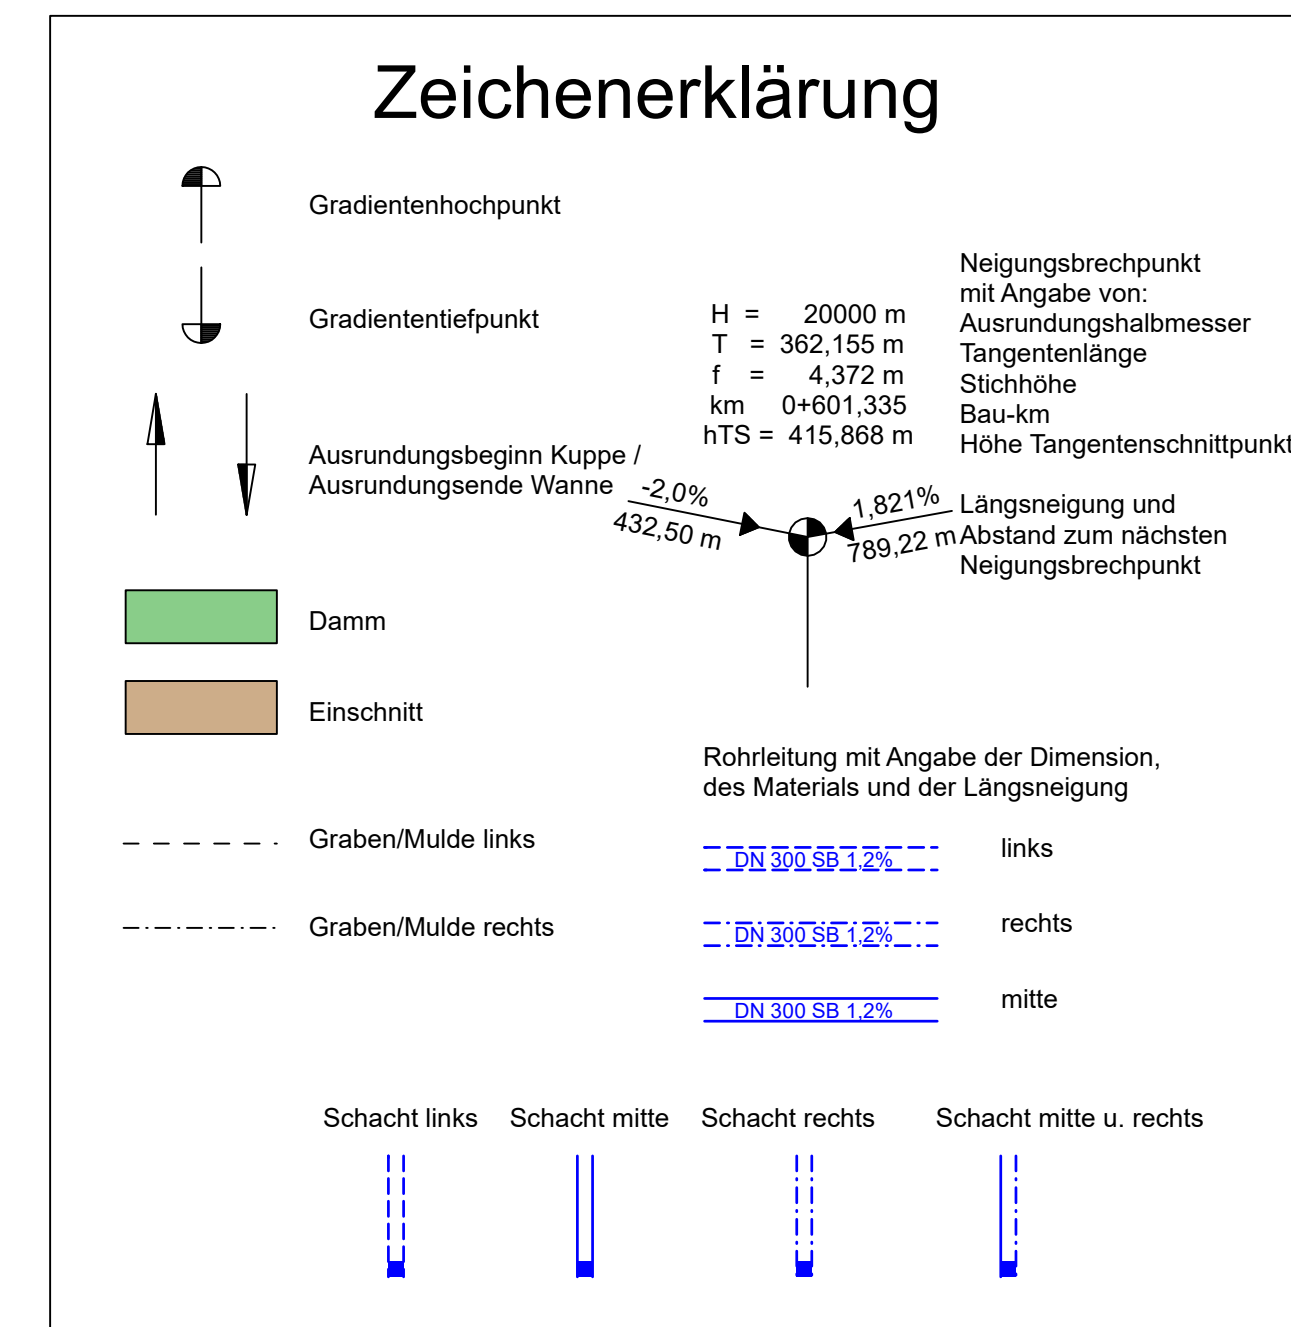 Zeichenerklärung
Gradientenhochpunkt
Gradiententiefpunkt
Ausrundungsbeginn Kuppe /
Ausrundungsende Wanne
H = 20000 m
T = 362,155 m
f = 4,372 m
km 0+601,335
hTS = 415,868 m
Neigungsbrechpunkt
mit Angabe von:
Ausrundungshalbmesser
Tangentenlänge
Stichhöhe
Bau-km
Höhe Tangentenschnittpunkt
-2,0%
432,50 m
1,821%
789,22 m
Längsneigung und
Abstand zum nächsten
Neigungsbrechpunkt
Damm
Einschnitt
Graben/Mulde links
Graben/Mulde rechts
Rohrleitung mit Angabe der Dimension,
des Materials und der Längsneigung
DN 300 SB 1,2%
links
DN 300 SB 1,2%
rechts
DN 300 SB 1,2%
mitte
Schacht links
Schacht mitte
Schacht rechts
Schacht mitte u. rechts